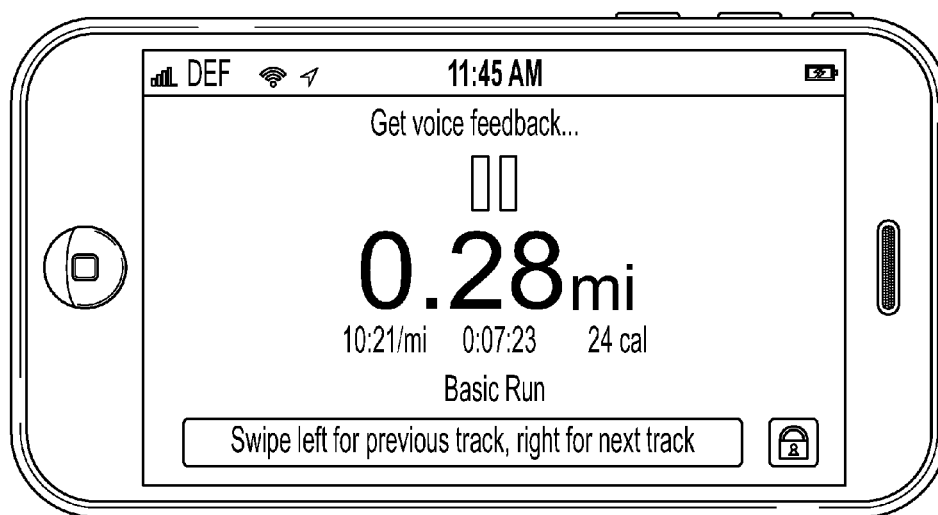 DEF 11:45 AM
Get voice feedback...
0.28mi
10:21/mi 0:07:23 24 cal
Basic Run
Swipe left for previous track, right for next track